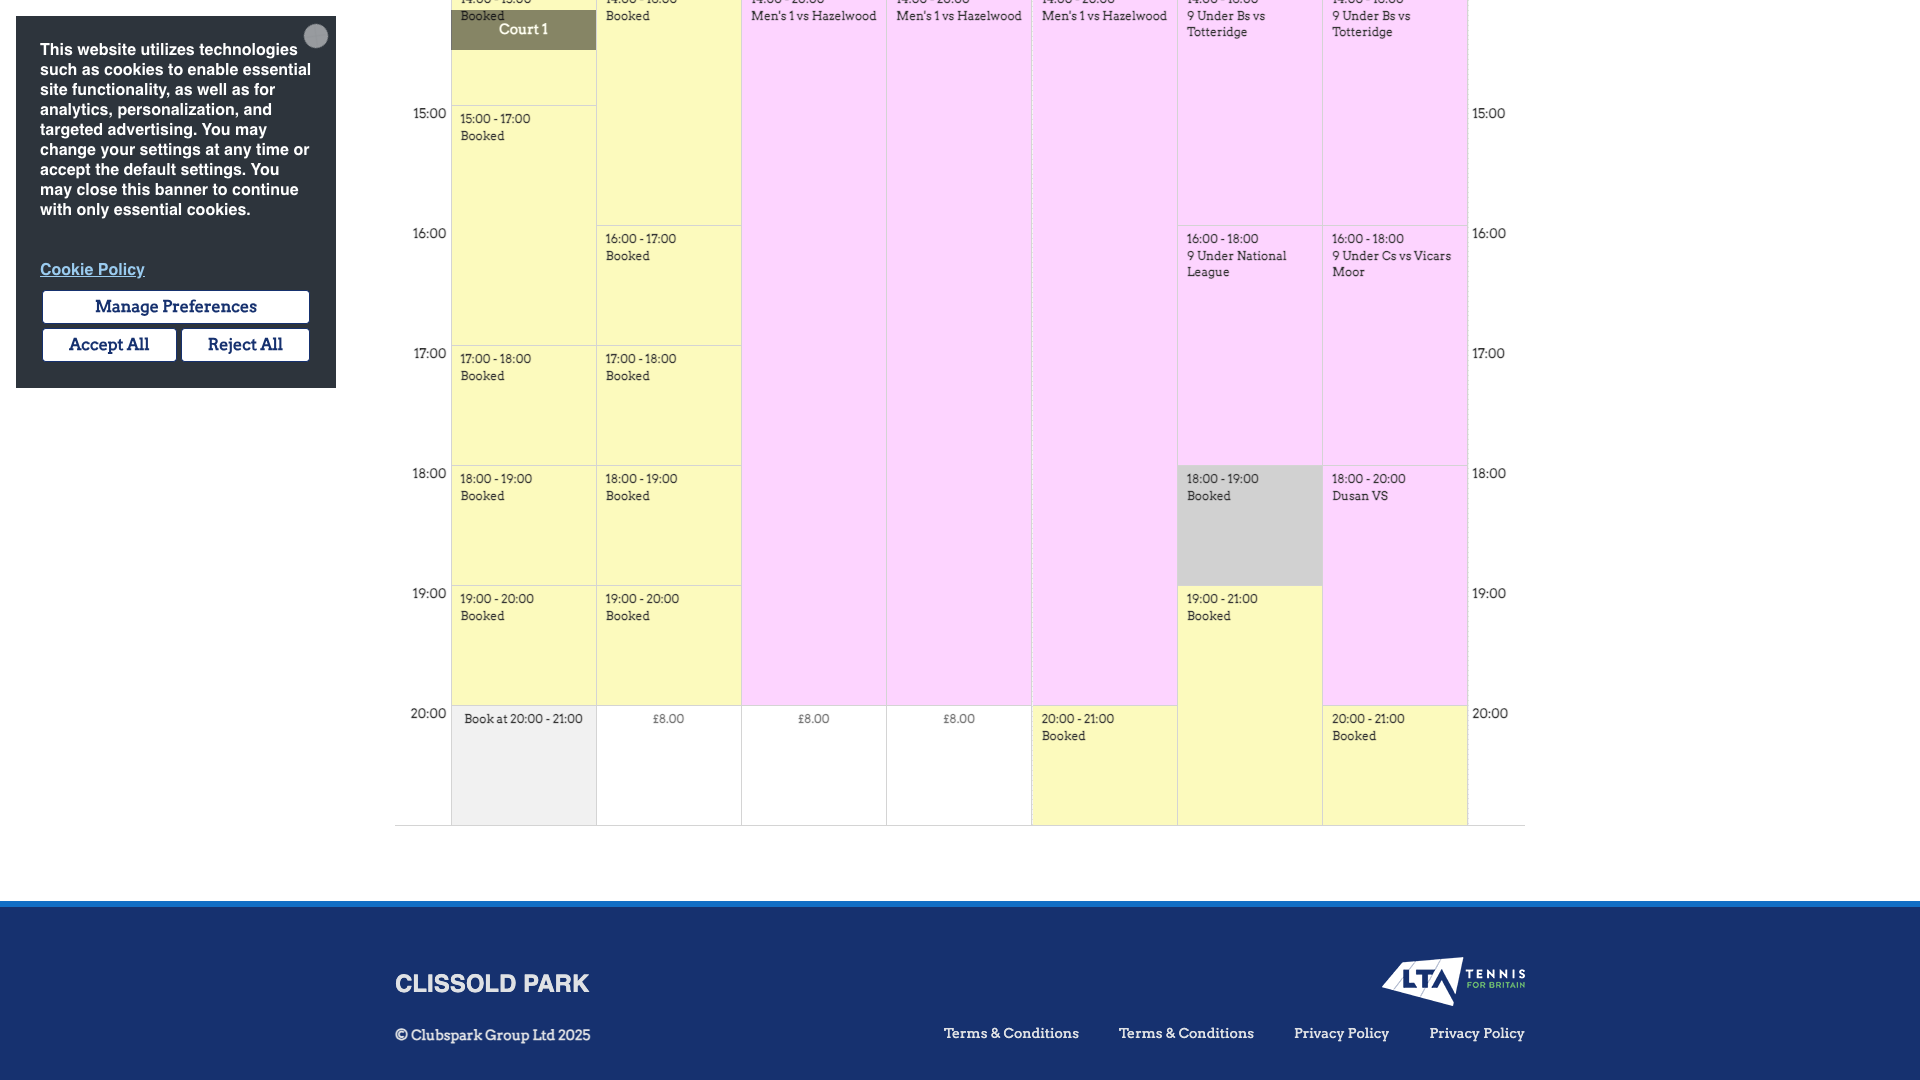 This website utilizes technologies
such as cookies to enable essential
site functionality, as well as for
analytics, personalization, and
targeted advertising. You may
change your settings at any time or
accept the default settings. You
may close this banner to continue
with only essential cookies.
Cookie Policy
Manage Preferences
Accept All
Reject All
Booked
Court 1
Booked
Men's 1 vs Hazelwood
Men's 1 vs Hazelwood
Men's 1 vs Hazelwood
9 Under Bs vs
Totteridge
9 Under Bs vs
Totteridge
15:00
15:00 - 17:00
Booked
15:00
16:00
16:00 - 17:00
Booked
16:00 - 18:00
9 Under National
League
16:00 - 18:00
9 Under Cs vs Vicars
Moor
16:00
17:00
17:00 - 18:00
Booked
17:00 - 18:00
Booked
17:00
18:00
18:00 - 19:00
Booked
18:00 - 19:00
Booked
18:00 - 19:00
Booked
18:00 - 20:00
Dusan VS
18:00
19:00
19:00 - 20:00
Booked
19:00 - 20:00
Booked
19:00 - 21:00
Booked
19:00
20:00
Book at 20:00 - 21:00
£8.00
£8.00
£8.00
20:00 - 21:00
Booked
20:00 - 21:00
Booked
20:00
CLISSOLD PARK
LTA TENNIS
FOR BRITAIN
© Clubspark Group Ltd 2025
Terms & Conditions
Terms & Conditions
Privacy Policy
Privacy Policy